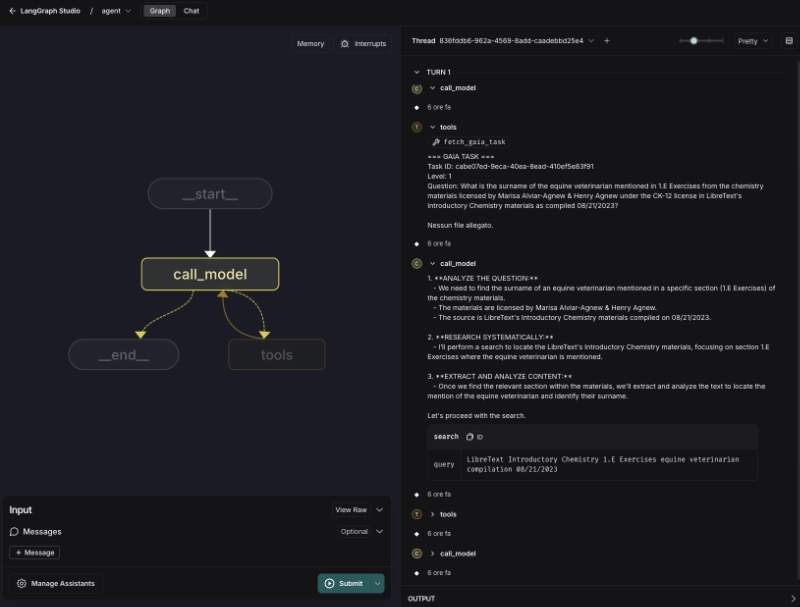 LangGraph Studio / agent Graph Chat
Memory Interrupts
__start__
call_model
__end__
tools
Input View Raw
Messages Optional
+ Message
Manage Assistants Submit
Thread 836fddb6-962a-4569-8add-caadebbd25e4 + Pretty
TURN 1
C call_model
6 ore fa
T tools
fetch_gaia_task
=== GAIA TASK ===
Task ID: cabe07ed-9eca-40ea-8ead-410ef5e83f91
Level: 1
Question: What is the surname of the equine veterinarian mentioned in 1.E Exercises from the chemistry
materials licensed by Marisa Alviar-Agnew & Henry Agnew under the CK-12 license in LibreText's
Introductory Chemistry materials as compiled 08/21/2023?
Nessun file allegato.
6 ore fa
C call_model
1. **ANALYZE THE QUESTION:**
- We need to find the surname of an equine veterinarian mentioned in a specific section (1.E Exercises) of
the chemistry materials.
- The materials are licensed by Marisa Alviar-Agnew & Henry Agnew.
- The source is LibreText's Introductory Chemistry materials compiled on 08/21/2023.
2. **RESEARCH SYSTEMATICALLY:**
- I'll perform a search to locate the LibreText's Introductory Chemistry materials, focusing on section 1.E
Exercises where the equine veterinarian is mentioned.
3. **EXTRACT AND ANALYZE CONTENT:**
- Once we find the relevant section within the materials, we'll extract and analyze the text to locate the
mention of the equine veterinarian and identify their surname.
Let's proceed with the search.
search ID
query LibreText Introductory Chemistry 1.E Exercises equine veterinarian
compilation 08/21/2023
6 ore fa
T tools
6 ore fa
C call_model
6 ore fa
OUTPUT